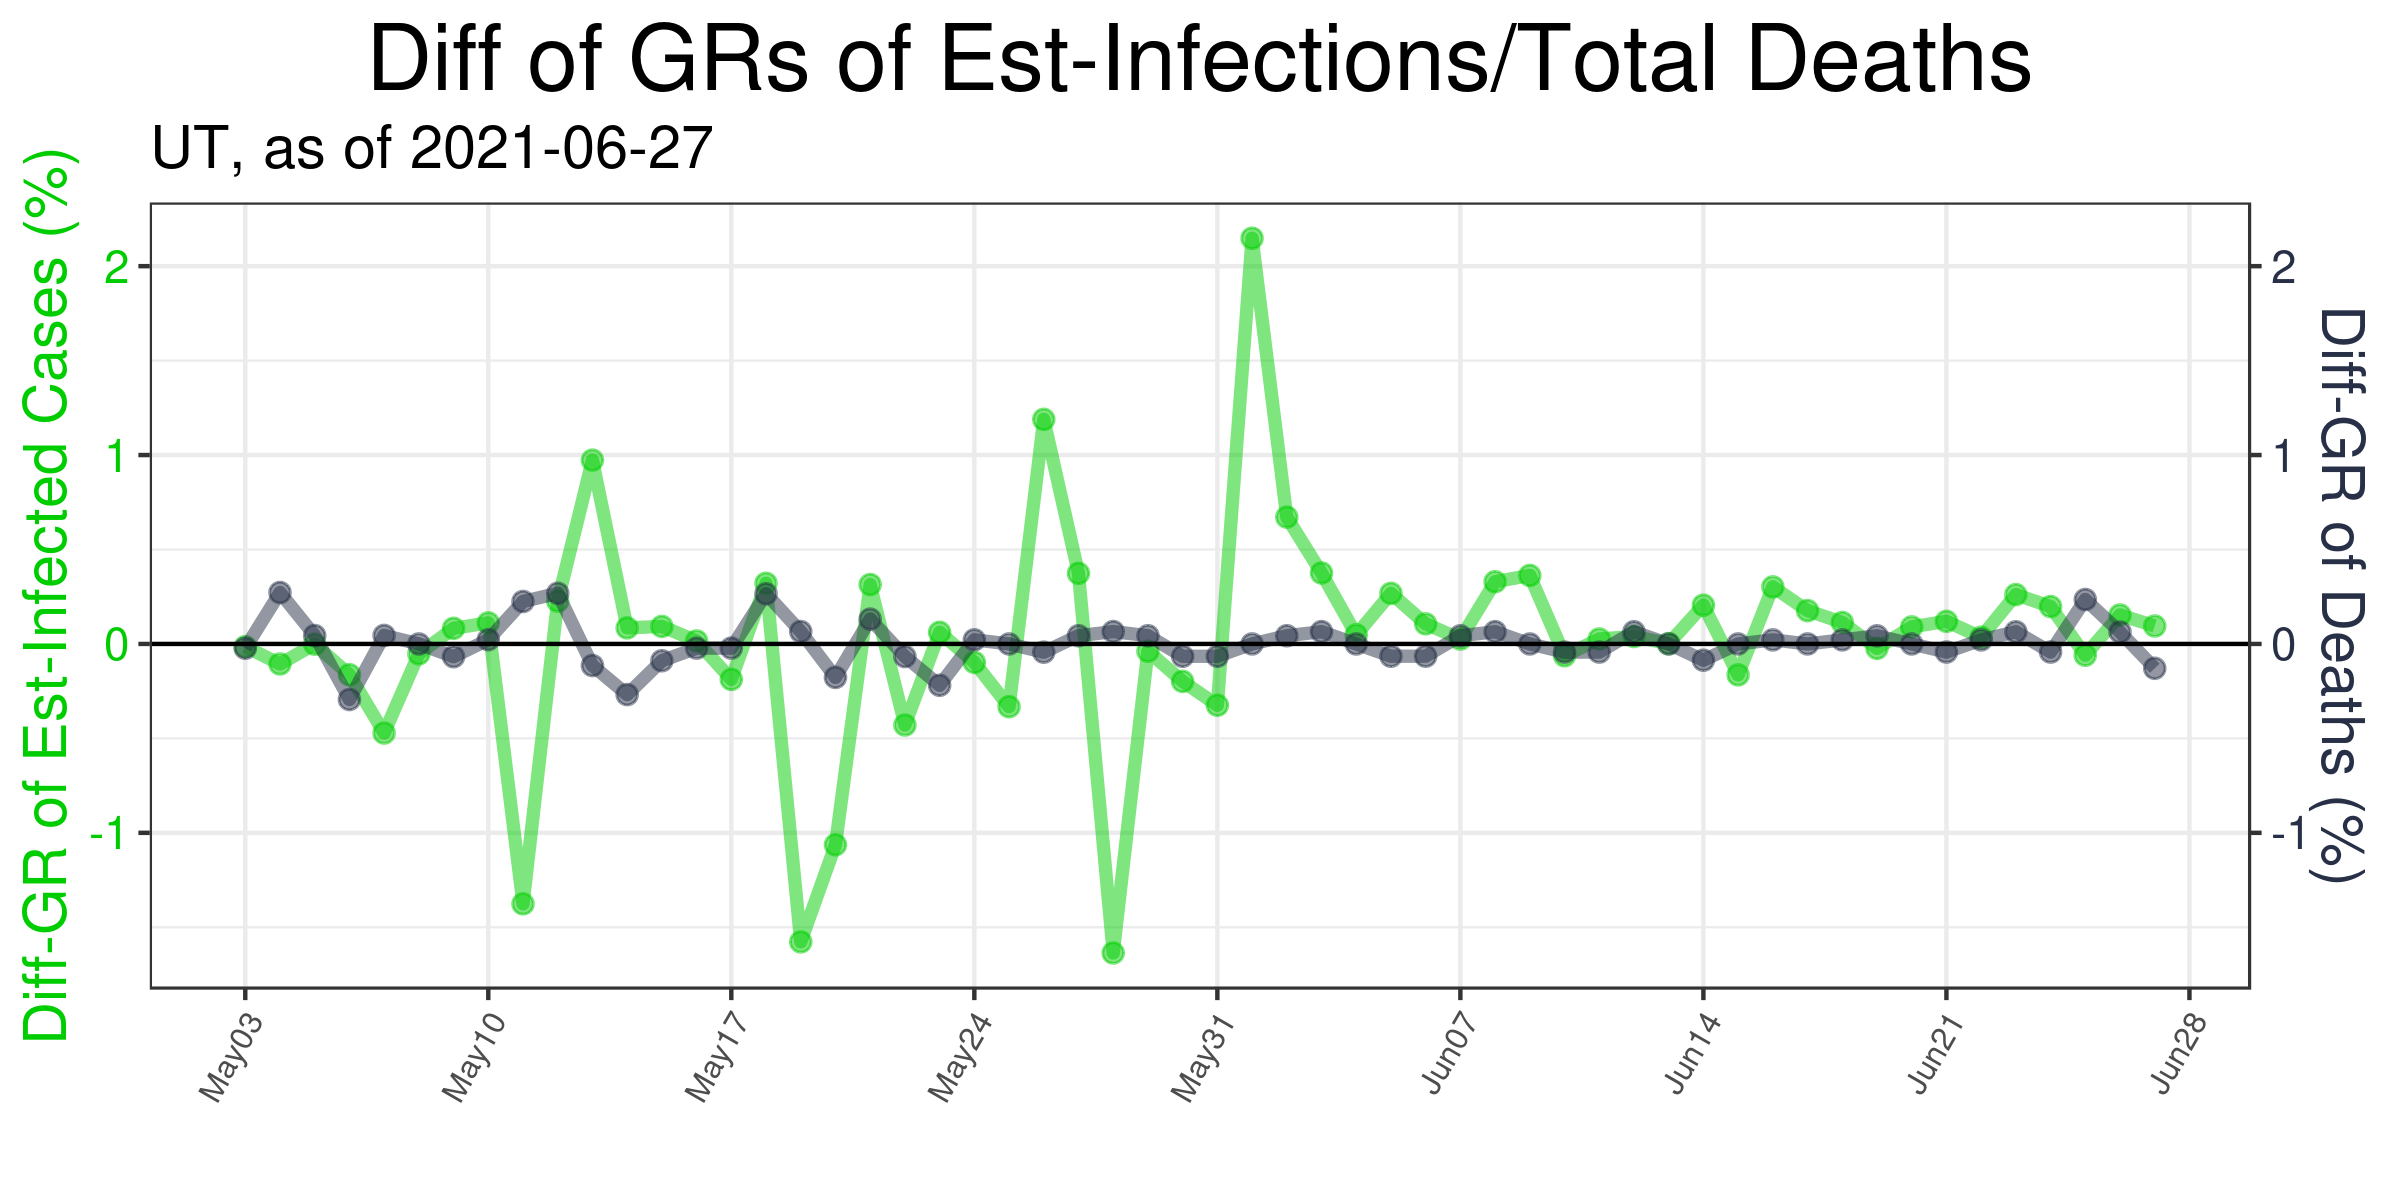 Diff of GRs of Est-Infections/Total Deaths
UT, as of 2021-06-27
Diff-GR of Est-Infected Cases (%)
2
1
0
-1
2
1
0
-1
Diff-GR of Deaths (%)
May03
May10
May17
May24
May31
Jun07
Jun14
Jun21
Jun28